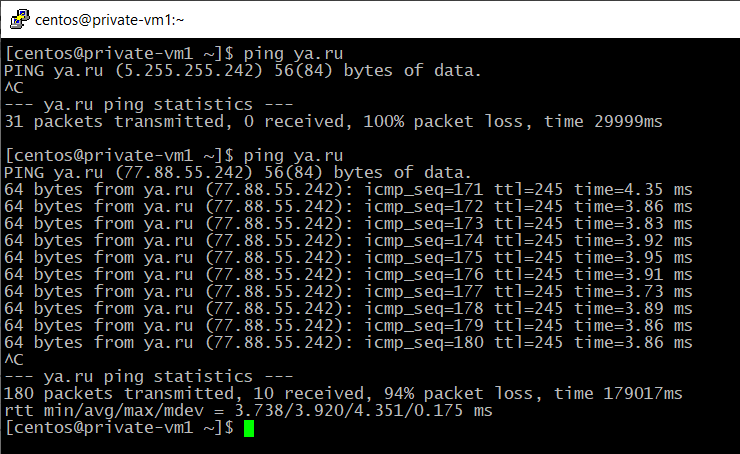 centos@private-vm1:~
[centos@private-vm1 ~]$ ping ya.ru
PING ya.ru (5.255.255.242) 56(84) bytes of data.
^C
--- ya.ru ping statistics ---
31 packets transmitted, 0 received, 100% packet loss, time 29999ms
[centos@private-vm1 ~]$ ping ya.ru
PING ya.ru (77.88.55.242) 56(84) bytes of data.
64 bytes from ya.ru (77.88.55.242): icmp_seq=171 ttl=245 time=4.35 ms
64 bytes from ya.ru (77.88.55.242): icmp_seq=172 ttl=245 time=3.86 ms
64 bytes from ya.ru (77.88.55.242): icmp_seq=173 ttl=245 time=3.83 ms
64 bytes from ya.ru (77.88.55.242): icmp_seq=174 ttl=245 time=3.92 ms
64 bytes from ya.ru (77.88.55.242): icmp_seq=175 ttl=245 time=3.95 ms
64 bytes from ya.ru (77.88.55.242): icmp_seq=176 ttl=245 time=3.91 ms
64 bytes from ya.ru (77.88.55.242): icmp_seq=177 ttl=245 time=3.73 ms
64 bytes from ya.ru (77.88.55.242): icmp_seq=178 ttl=245 time=3.89 ms
64 bytes from ya.ru (77.88.55.242): icmp_seq=179 ttl=245 time=3.86 ms
64 bytes from ya.ru (77.88.55.242): icmp_seq=180 ttl=245 time=3.86 ms
^C
--- ya.ru ping statistics ---
180 packets transmitted, 10 received, 94% packet loss, time 179017ms
rtt min/avg/max/mdev = 3.738/3.920/4.351/0.175 ms
[centos@private-vm1 ~]$